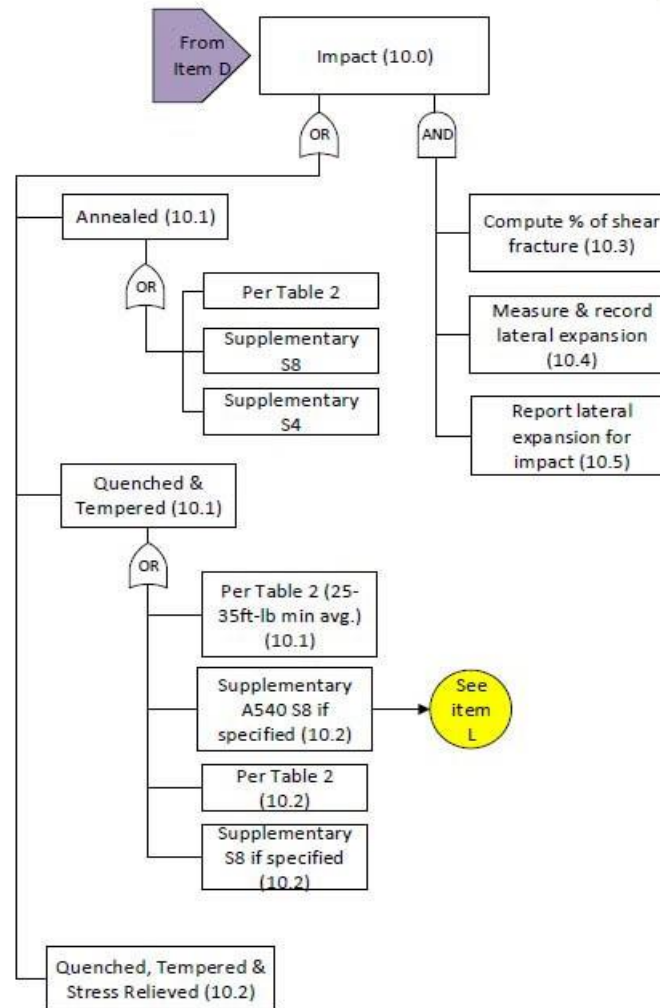 From
Item D
Impact (10.0)
OR
AND
Annealed (10.1)
OR
Per Table 2
Supplementary
S8
Supplementary
S4
Compute % of shear
fracture (10.3)
Measure & record
lateral expansion
(10.4)
Report lateral
expansion for
impact (10.5)
Quenched &
Tempered (10.1)
OR
Per Table 2 (25-
35ft-lb min avg.)
(10.1)
Supplementary
A540 S8 if
specified (10.2)
See
item
L
Per Table 2
(10.2)
Supplementary
S8 if specified
(10.2)
Quenched, Tempered &
Stress Relieved (10.2)